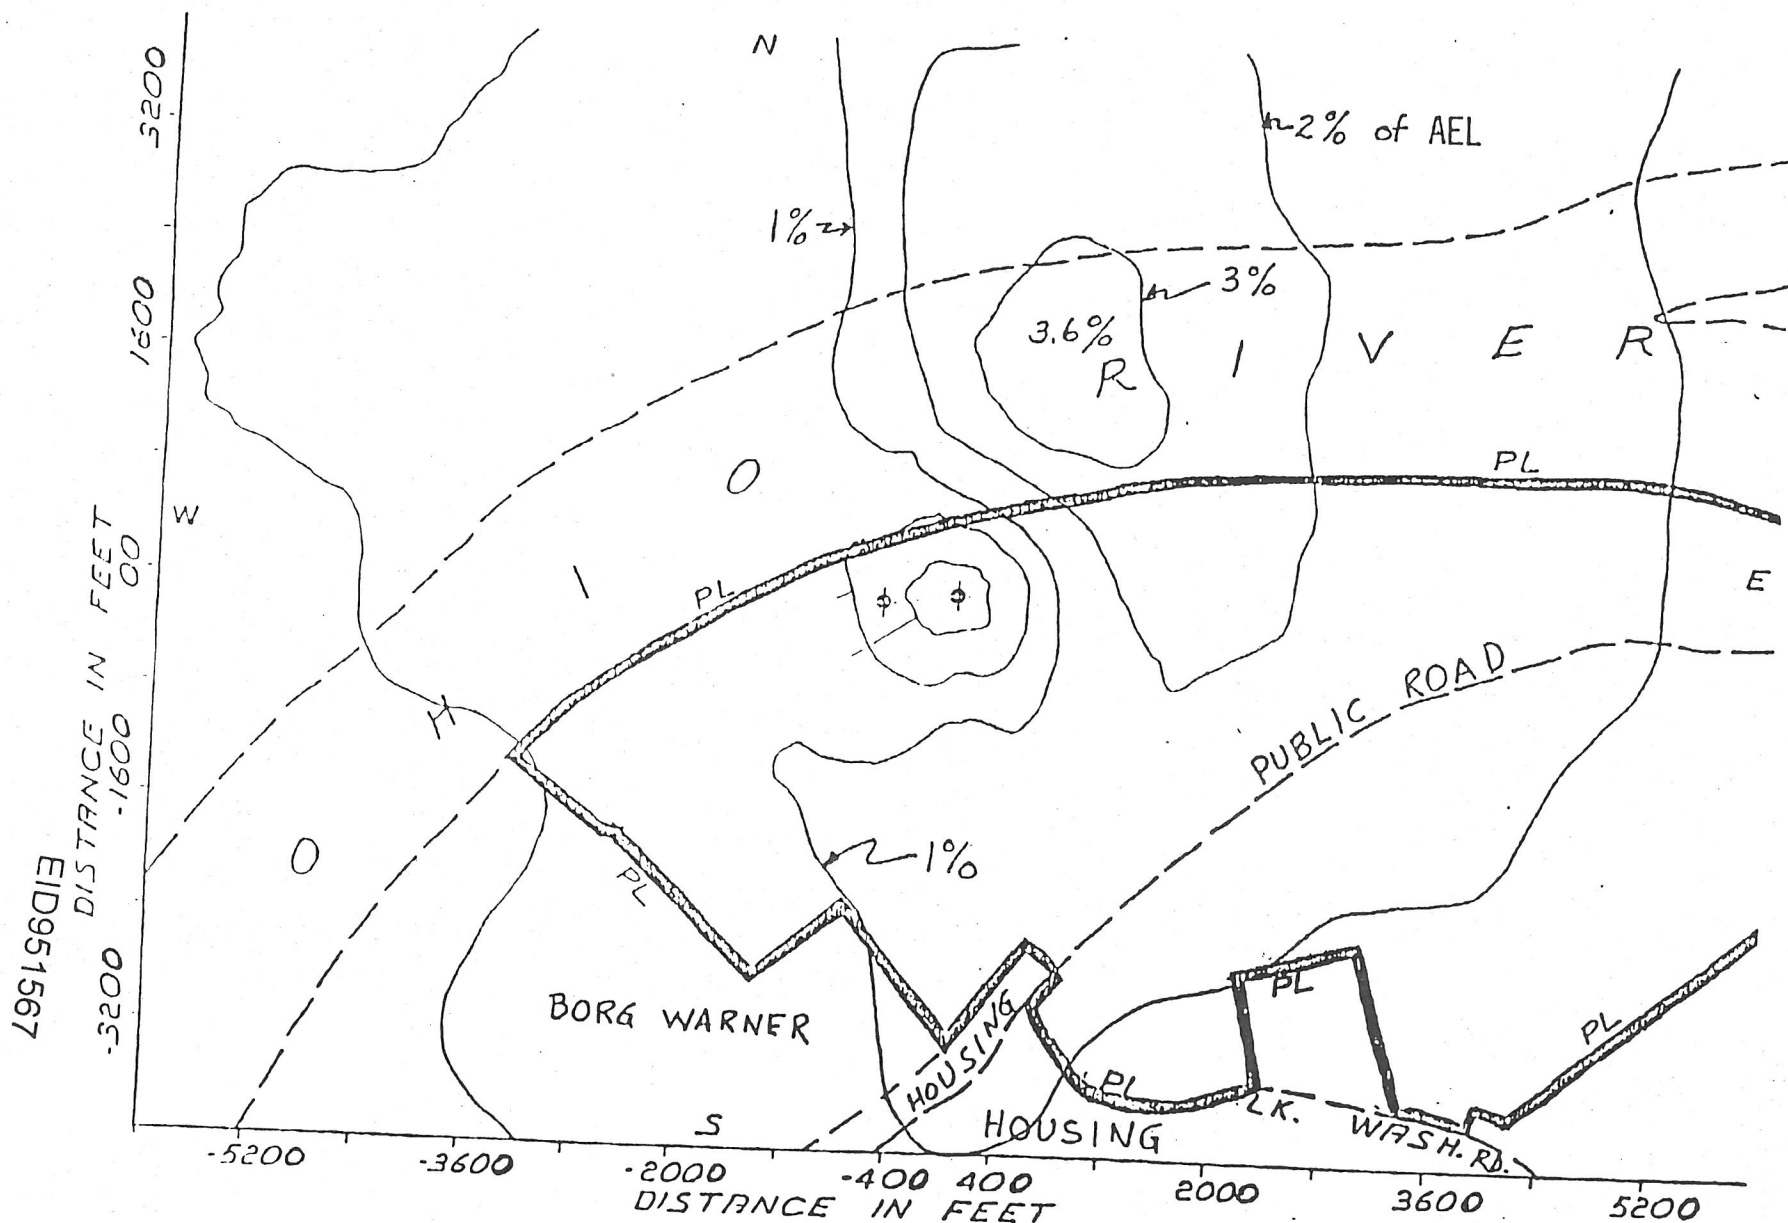 N
3200
2% of AEL
1%
3%
1600
3.6%
R I V E R
O
PL
W
DISTANCE IN FEET
00
I
PL
E
H
PUBLIC ROAD
-1600
O
1%
PL
EID951567
-3200
BORG WARNER
HOUSING
PL
PL
PL
LK. WASH. RD.
S
HOUSING
-5200 -3600 -2000 -400 400 2000 3600 5200
DISTANCE IN FEET